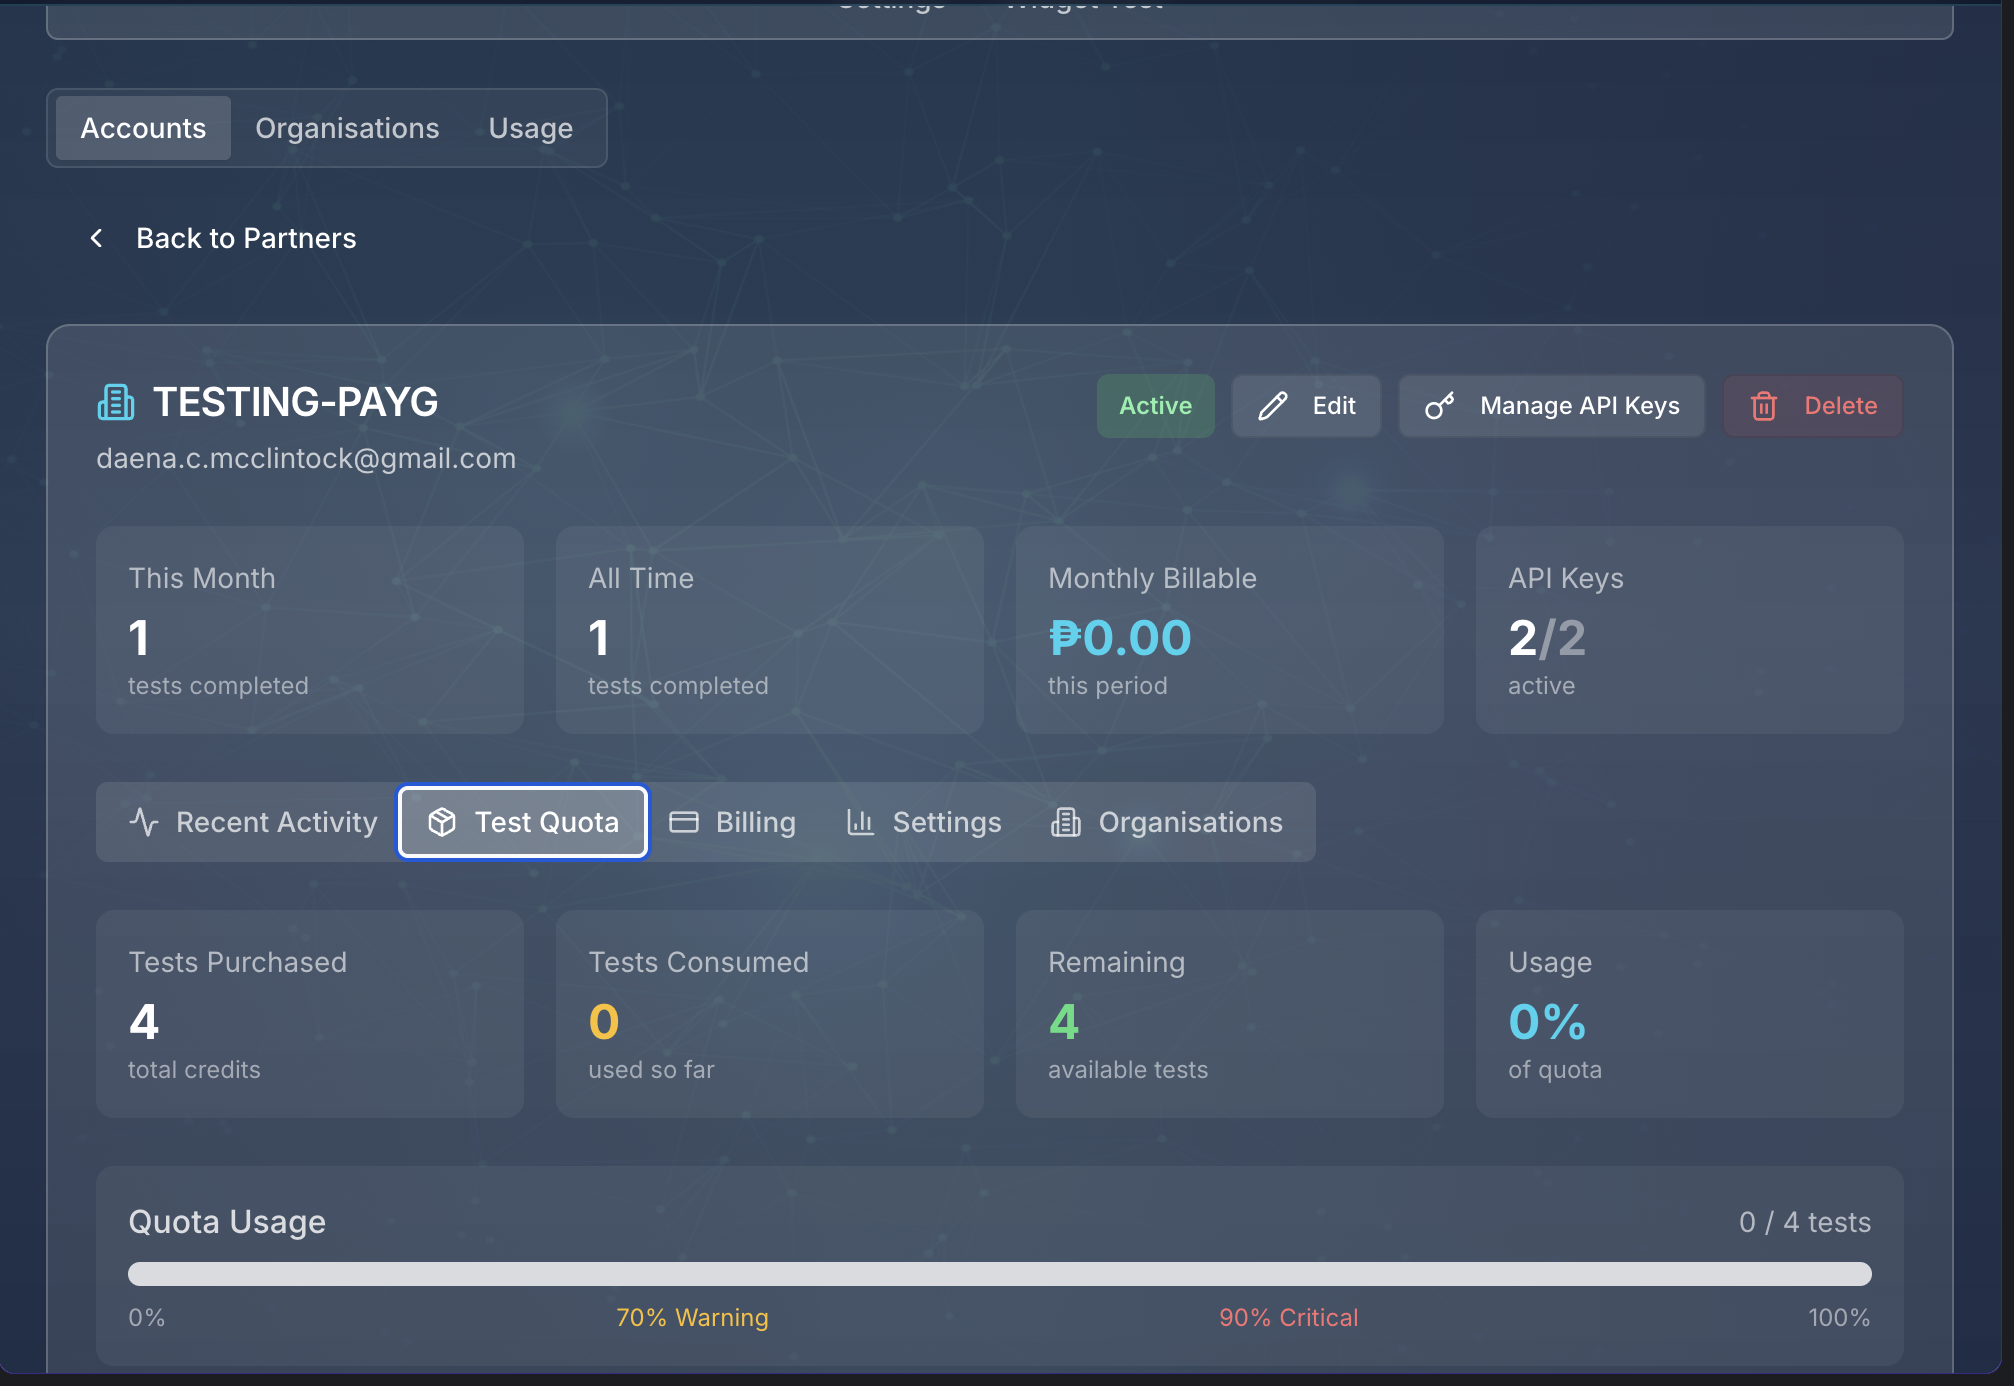 Settings Widget Test
Accounts Organisations Usage
Back to Partners
TESTING-PAYG
Active Edit Manage API Keys Delete
daena.c.mcclintock@gmail.com
This Month All Time Monthly Billable API Keys
1 1 ₱0.00 2/2
tests completed tests completed this period active
Recent Activity Test Quota Billing Settings Organisations
Tests Purchased Tests Consumed Remaining Usage
4 0 4 0%
total credits used so far available tests of quota
Quota Usage 0 / 4 tests
0% 70% Warning 90% Critical 100%